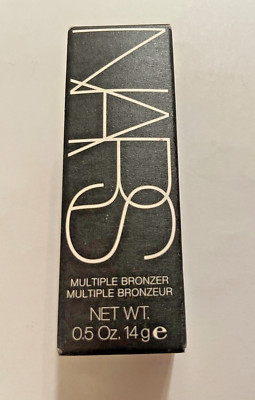 NARS
MULTIPLE BRONZER
MULTIPLE BRONZEUR
NET WT.
0.5 Oz. 14 g ℮